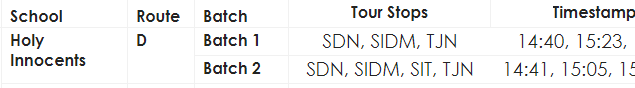 School Route Batch Tour Stops Timestamp
Holy Innocents D Batch 1 SDN, SIDM, TJN 14:40, 15:23,
Batch 2 SDN, SIDM, SIT, TJN 14:41, 15:05, 15